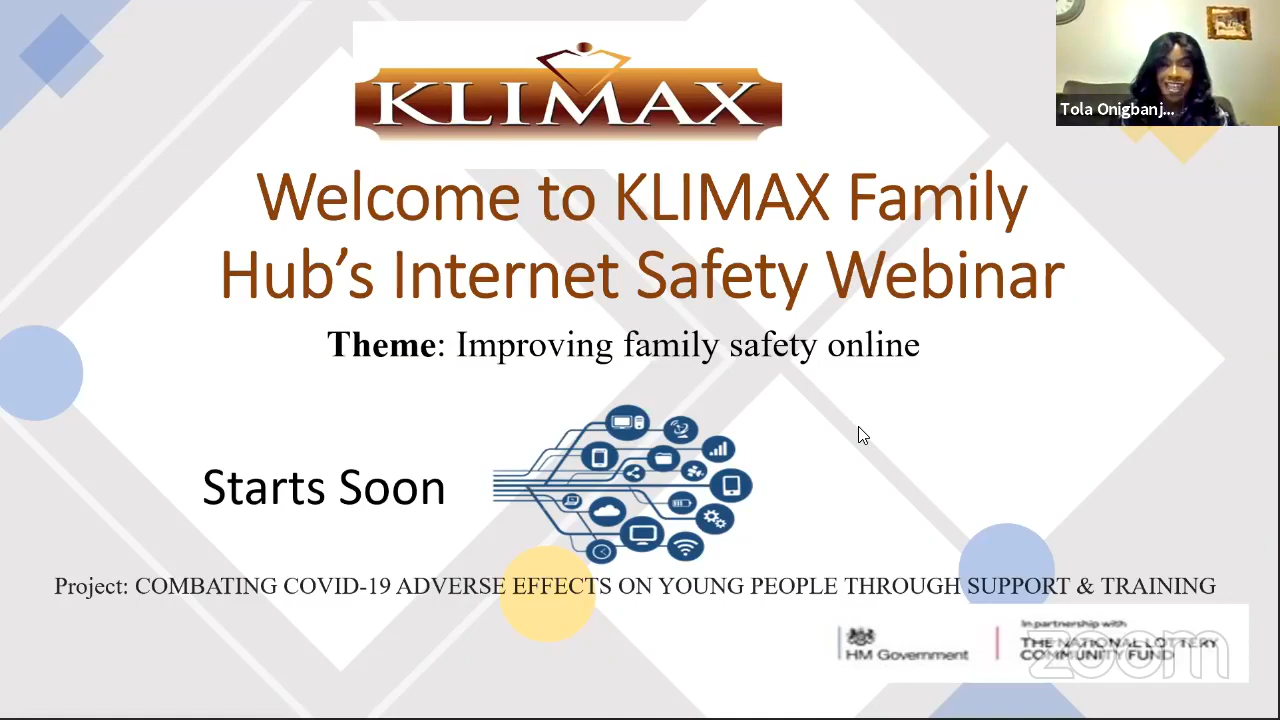 KLIMAX
Tola Onigbanj...
Welcome to KLIMAX Family
Hub’s Internet Safety Webinar
Theme: Improving family safety online
Starts Soon
Project: COMBATING COVID-19 ADVERSE EFFECTS ON YOUNG PEOPLE THROUGH SUPPORT & TRAINING
In partnership with
HM Government
THE NATIONAL LOTTERY
COMMUNITY FUND
zoom